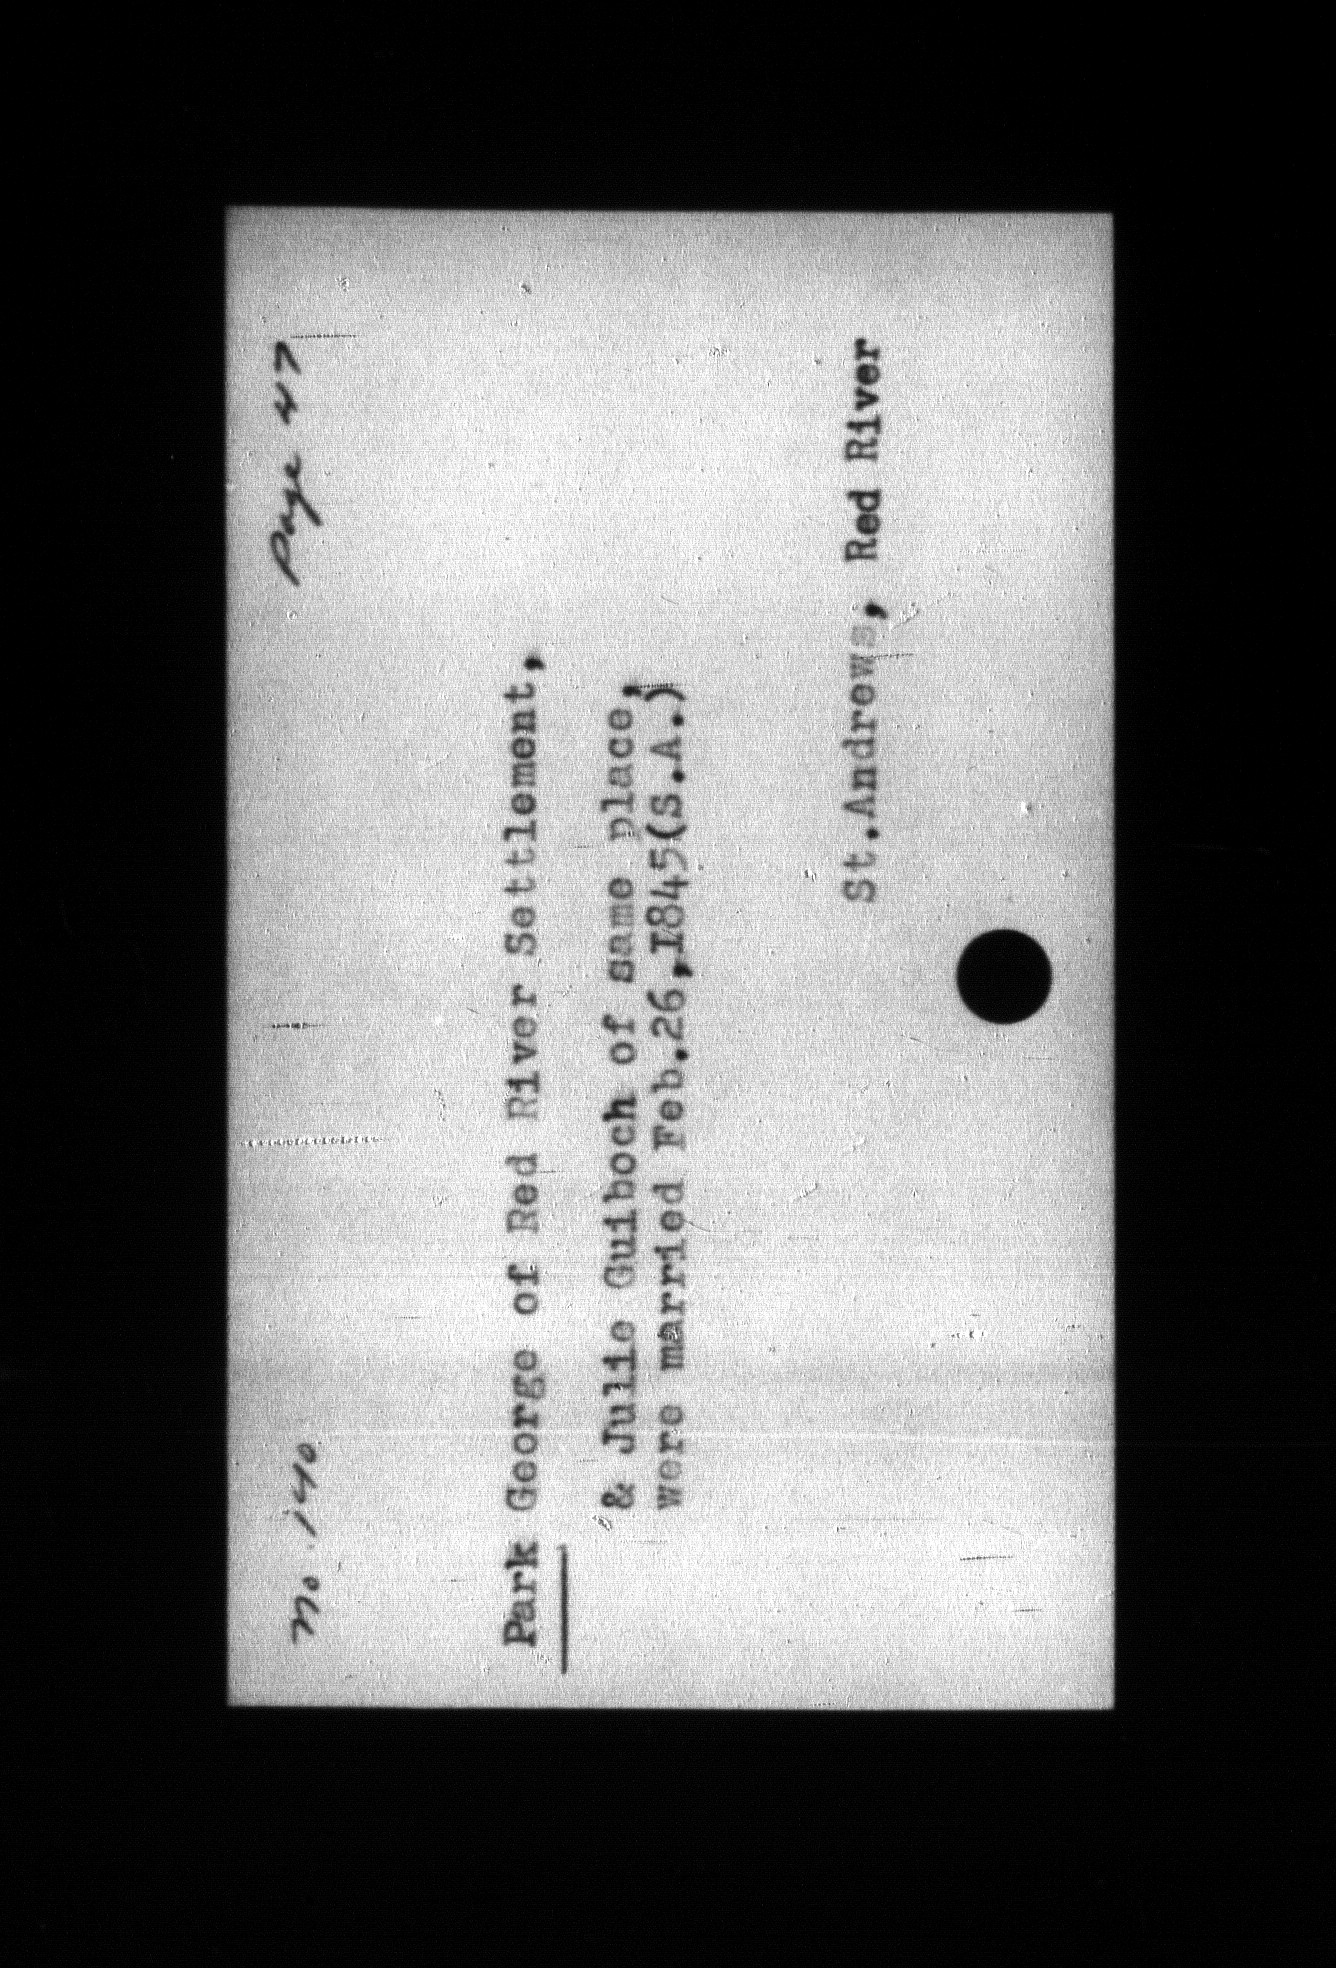 No. 140
Page 47
Park George of Red River Settlement,
& Julie Guiboch of same place,
were married Feb.26,1845(S.A.)
St.Andrews, Red River